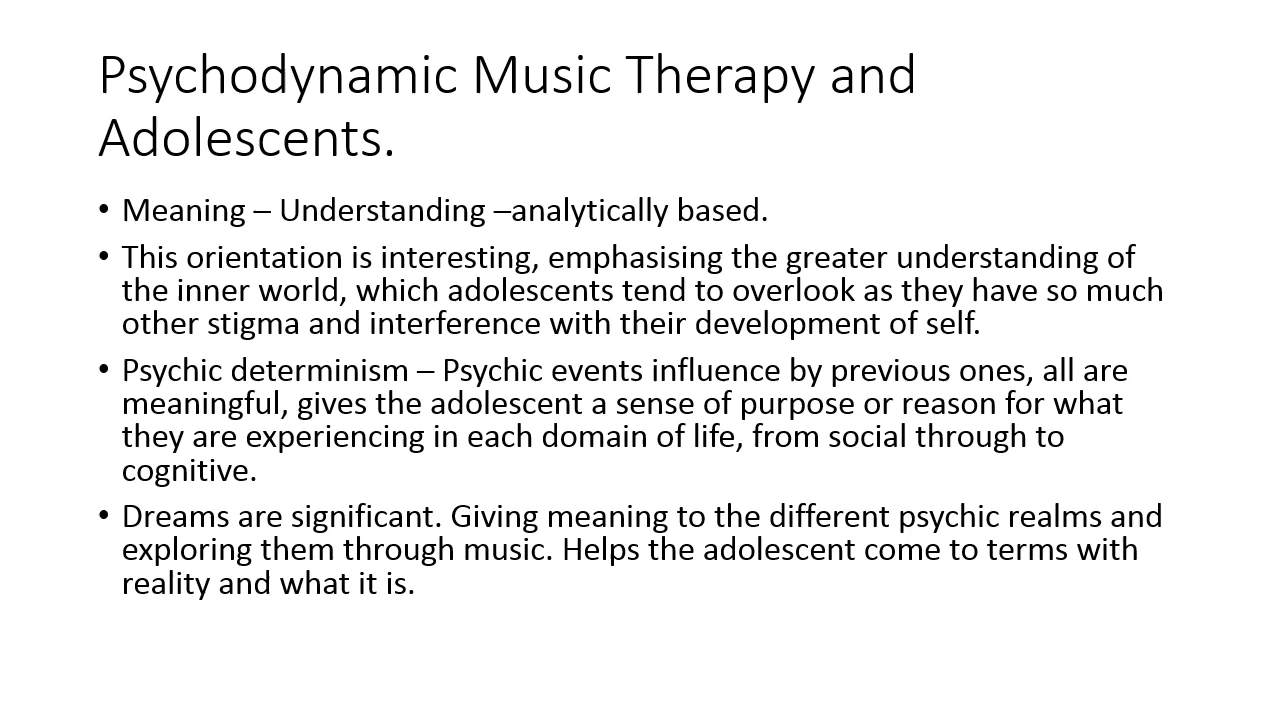 Psychodynamic Music Therapy and
Adolescents.
• Meaning – Understanding –analytically based.
• This orientation is interesting, emphasising the greater understanding of
the inner world, which adolescents tend to overlook as they have so much
other stigma and interference with their development of self.
• Psychic determinism – Psychic events influence by previous ones, all are
meaningful, gives the adolescent a sense of purpose or reason for what
they are experiencing in each domain of life, from social through to
cognitive.
• Dreams are significant. Giving meaning to the different psychic realms and
exploring them through music. Helps the adolescent come to terms with
reality and what it is.